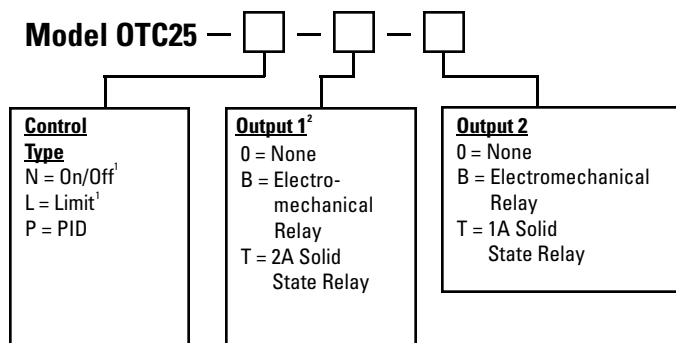 Model OTC25 – □ – □ – □
Control
Type
N = On/Off¹
L = Limit¹
P = PID
Output 1²
0 = None
B = Electro-
mechanical
Relay
T = 2A Solid
State Relay
Output 2
0 = None
B = Electromechanical
Relay
T = 1A Solid
State Relay